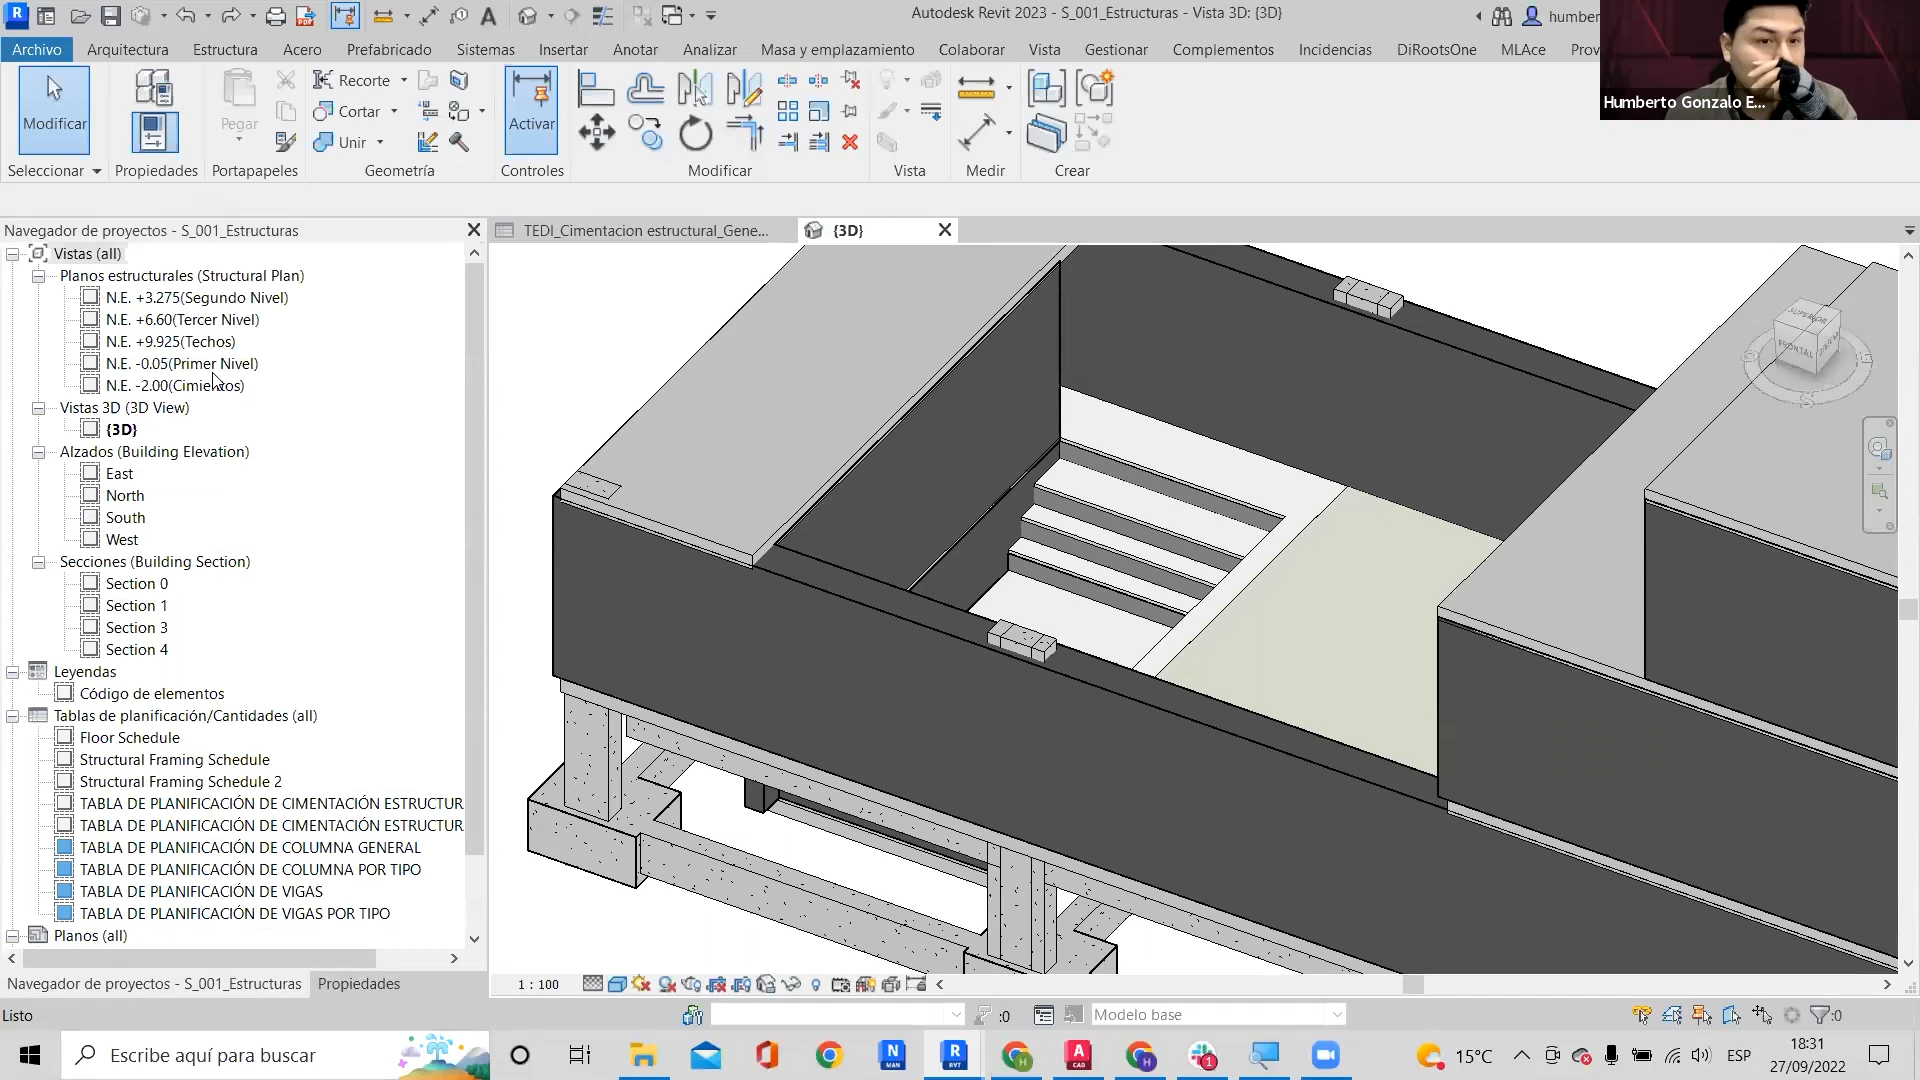 Autodesk Revit 2023 - S_001_Estructuras - Vista 3D: {3D}
humber
Archivo Arquitectura Estructura Acero Prefabricado Sistemas Insertar Anotar Analizar Masa y emplazamiento Colaborar Vista Gestionar Complementos Incidencias DiRootsOne MLAce Prov
Humberto Gonzalo E...
Modificar
Pegar
Recorte
Cortar
Unir
Activar
Seleccionar Propiedades Portapapeles Geometría Controles Modificar Vista Medir Crear
Navegador de proyectos - S_001_Estructuras
TEDI_Cimentacion estructural_Gene...
{3D}
Vistas (all)
Planos estructurales (Structural Plan)
N.E. +3.275(Segundo Nivel)
N.E. +6.60(Tercer Nivel)
N.E. +9.925(Techos)
N.E. -0.05(Primer Nivel)
N.E. -2.00(Cimientos)
Vistas 3D (3D View)
{3D}
Alzados (Building Elevation)
East
North
South
West
Secciones (Building Section)
Section 0
Section 1
Section 3
Section 4
Leyendas
Código de elementos
Tablas de planificación/Cantidades (all)
Floor Schedule
Structural Framing Schedule
Structural Framing Schedule 2
TABLA DE PLANIFICACIÓN DE CIMENTACIÓN ESTRUCTUR
TABLA DE PLANIFICACIÓN DE CIMENTACIÓN ESTRUCTUR
TABLA DE PLANIFICACIÓN DE COLUMNA GENERAL
TABLA DE PLANIFICACIÓN DE COLUMNA POR TIPO
TABLA DE PLANIFICACIÓN DE VIGAS
TABLA DE PLANIFICACIÓN DE VIGAS POR TIPO
Planos (all)
SUPERIOR
FRONTAL
Navegador de proyectos - S_001_Estructuras
Propiedades
1 : 100
Listo
:0
Modelo base
:0
Escribe aquí para buscar
15°C
ESP
18:31
27/09/2022